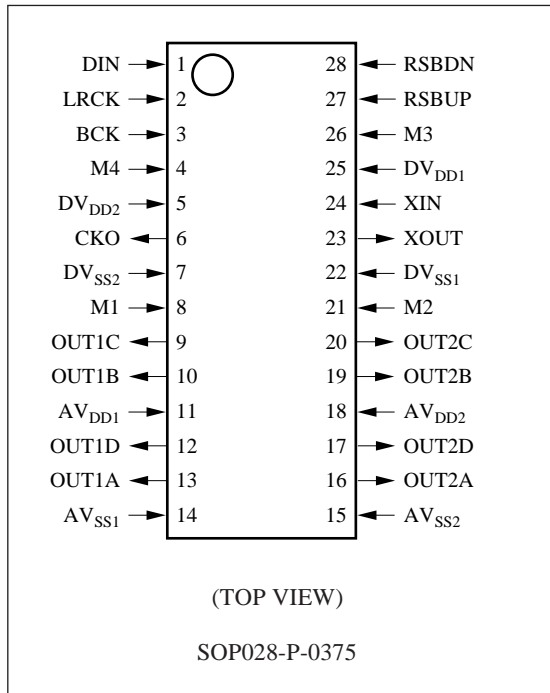 DIN 1 28 RSBDN
LRCK 2 27 RSBUP
BCK 3 26 M3
M4 4 25 DVDD1
DVDD2 5 24 XIN
CKO 6 23 XOUT
DVSS2 7 22 DVSS1
M1 8 21 M2
OUT1C 9 20 OUT2C
OUT1B 10 19 OUT2B
AVDD1 11 18 AVDD2
OUT1D 12 17 OUT2D
OUT1A 13 16 OUT2A
AVSS1 14 15 AVSS2
(TOP VIEW)
SOP028-P-0375